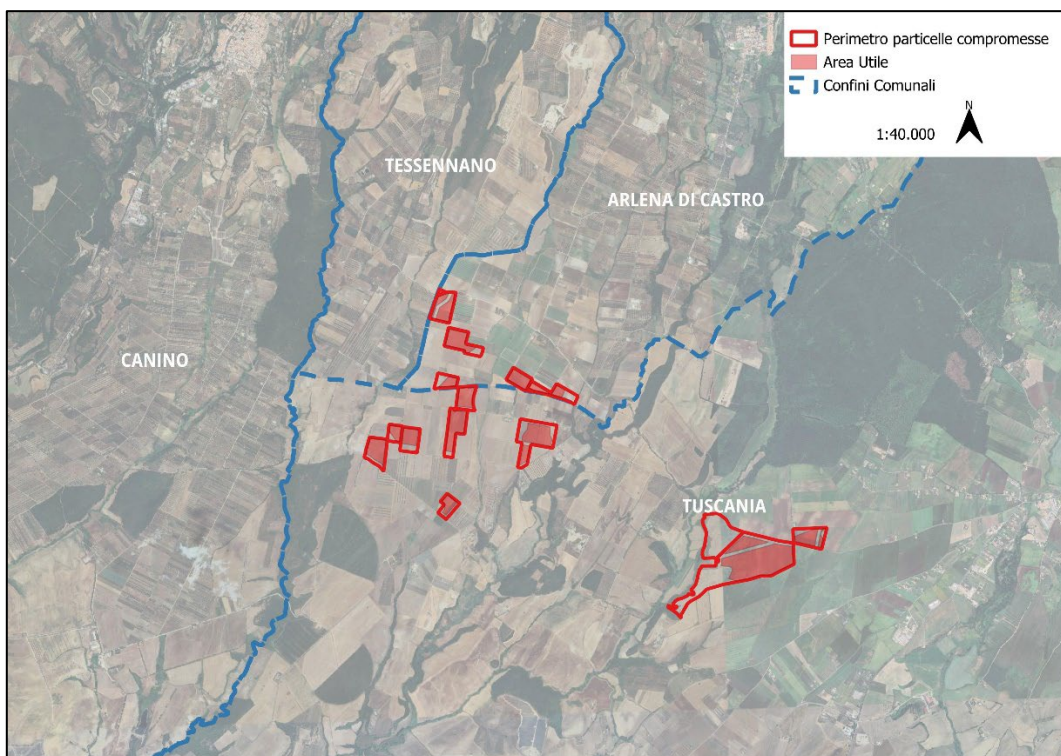 Perimetro particelle compromesse
Area Utile
Confini Comunali
N
1:40.000
TESSENNANO
ARLENA DI CASTRO
CANINO
TUSCANIA